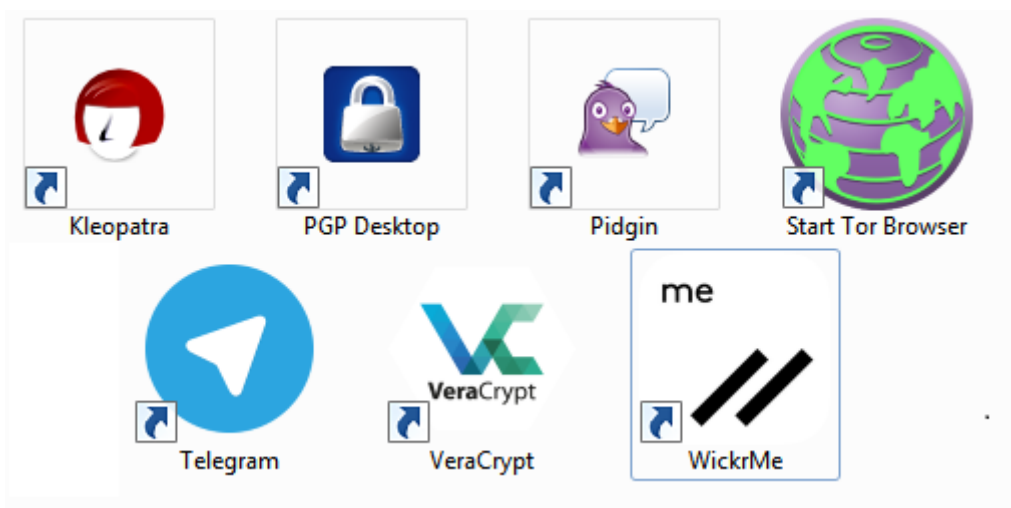 Kleopatra
PGP Desktop
Pidgin
Start Tor Browser
me
VeraCrypt
Telegram
VeraCrypt
WickrMe